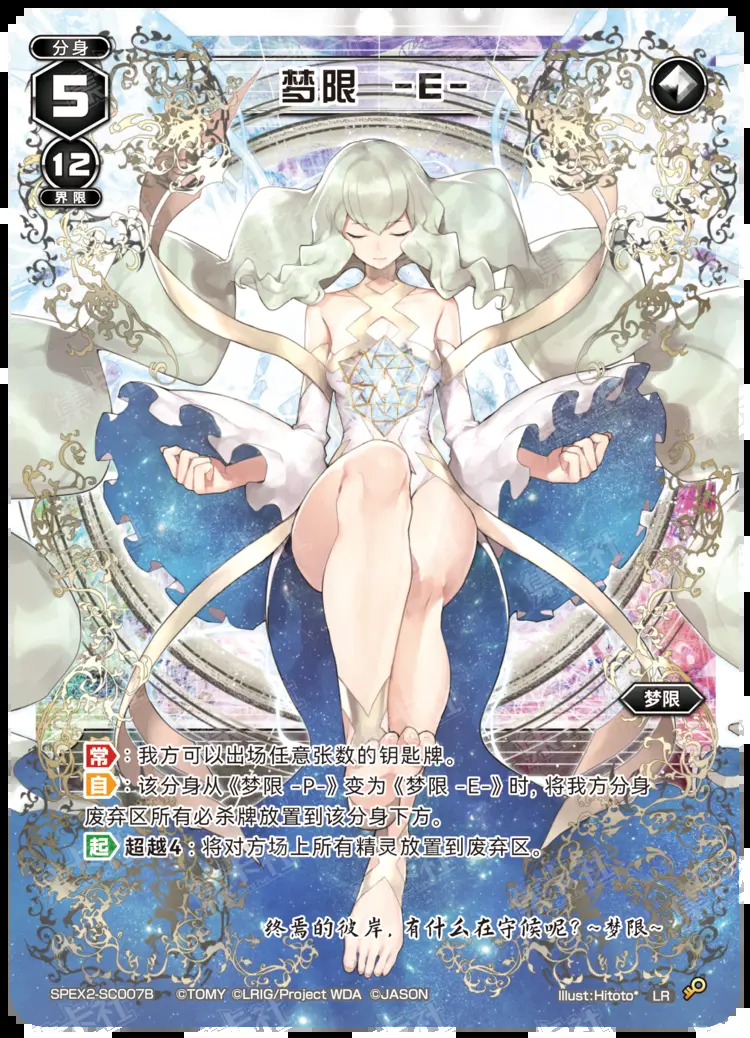 分身
5
12
界限
梦限 -E-
梦限
常：我方可以出场任意张数的钥匙牌。
自：该分身从《梦限 -P-》变为《梦限 -E-》时，将我方分身
废弃区所有必杀牌放置到该分身下方。
起 超越4：将对方场上所有精灵放置到废弃区。
终焉的彼岸，有什么在守候呢？~梦限~
SPEX2-SC007B ©TOMY ©LRIG/Project WDA ©JASON Illust:Hitoto* LR